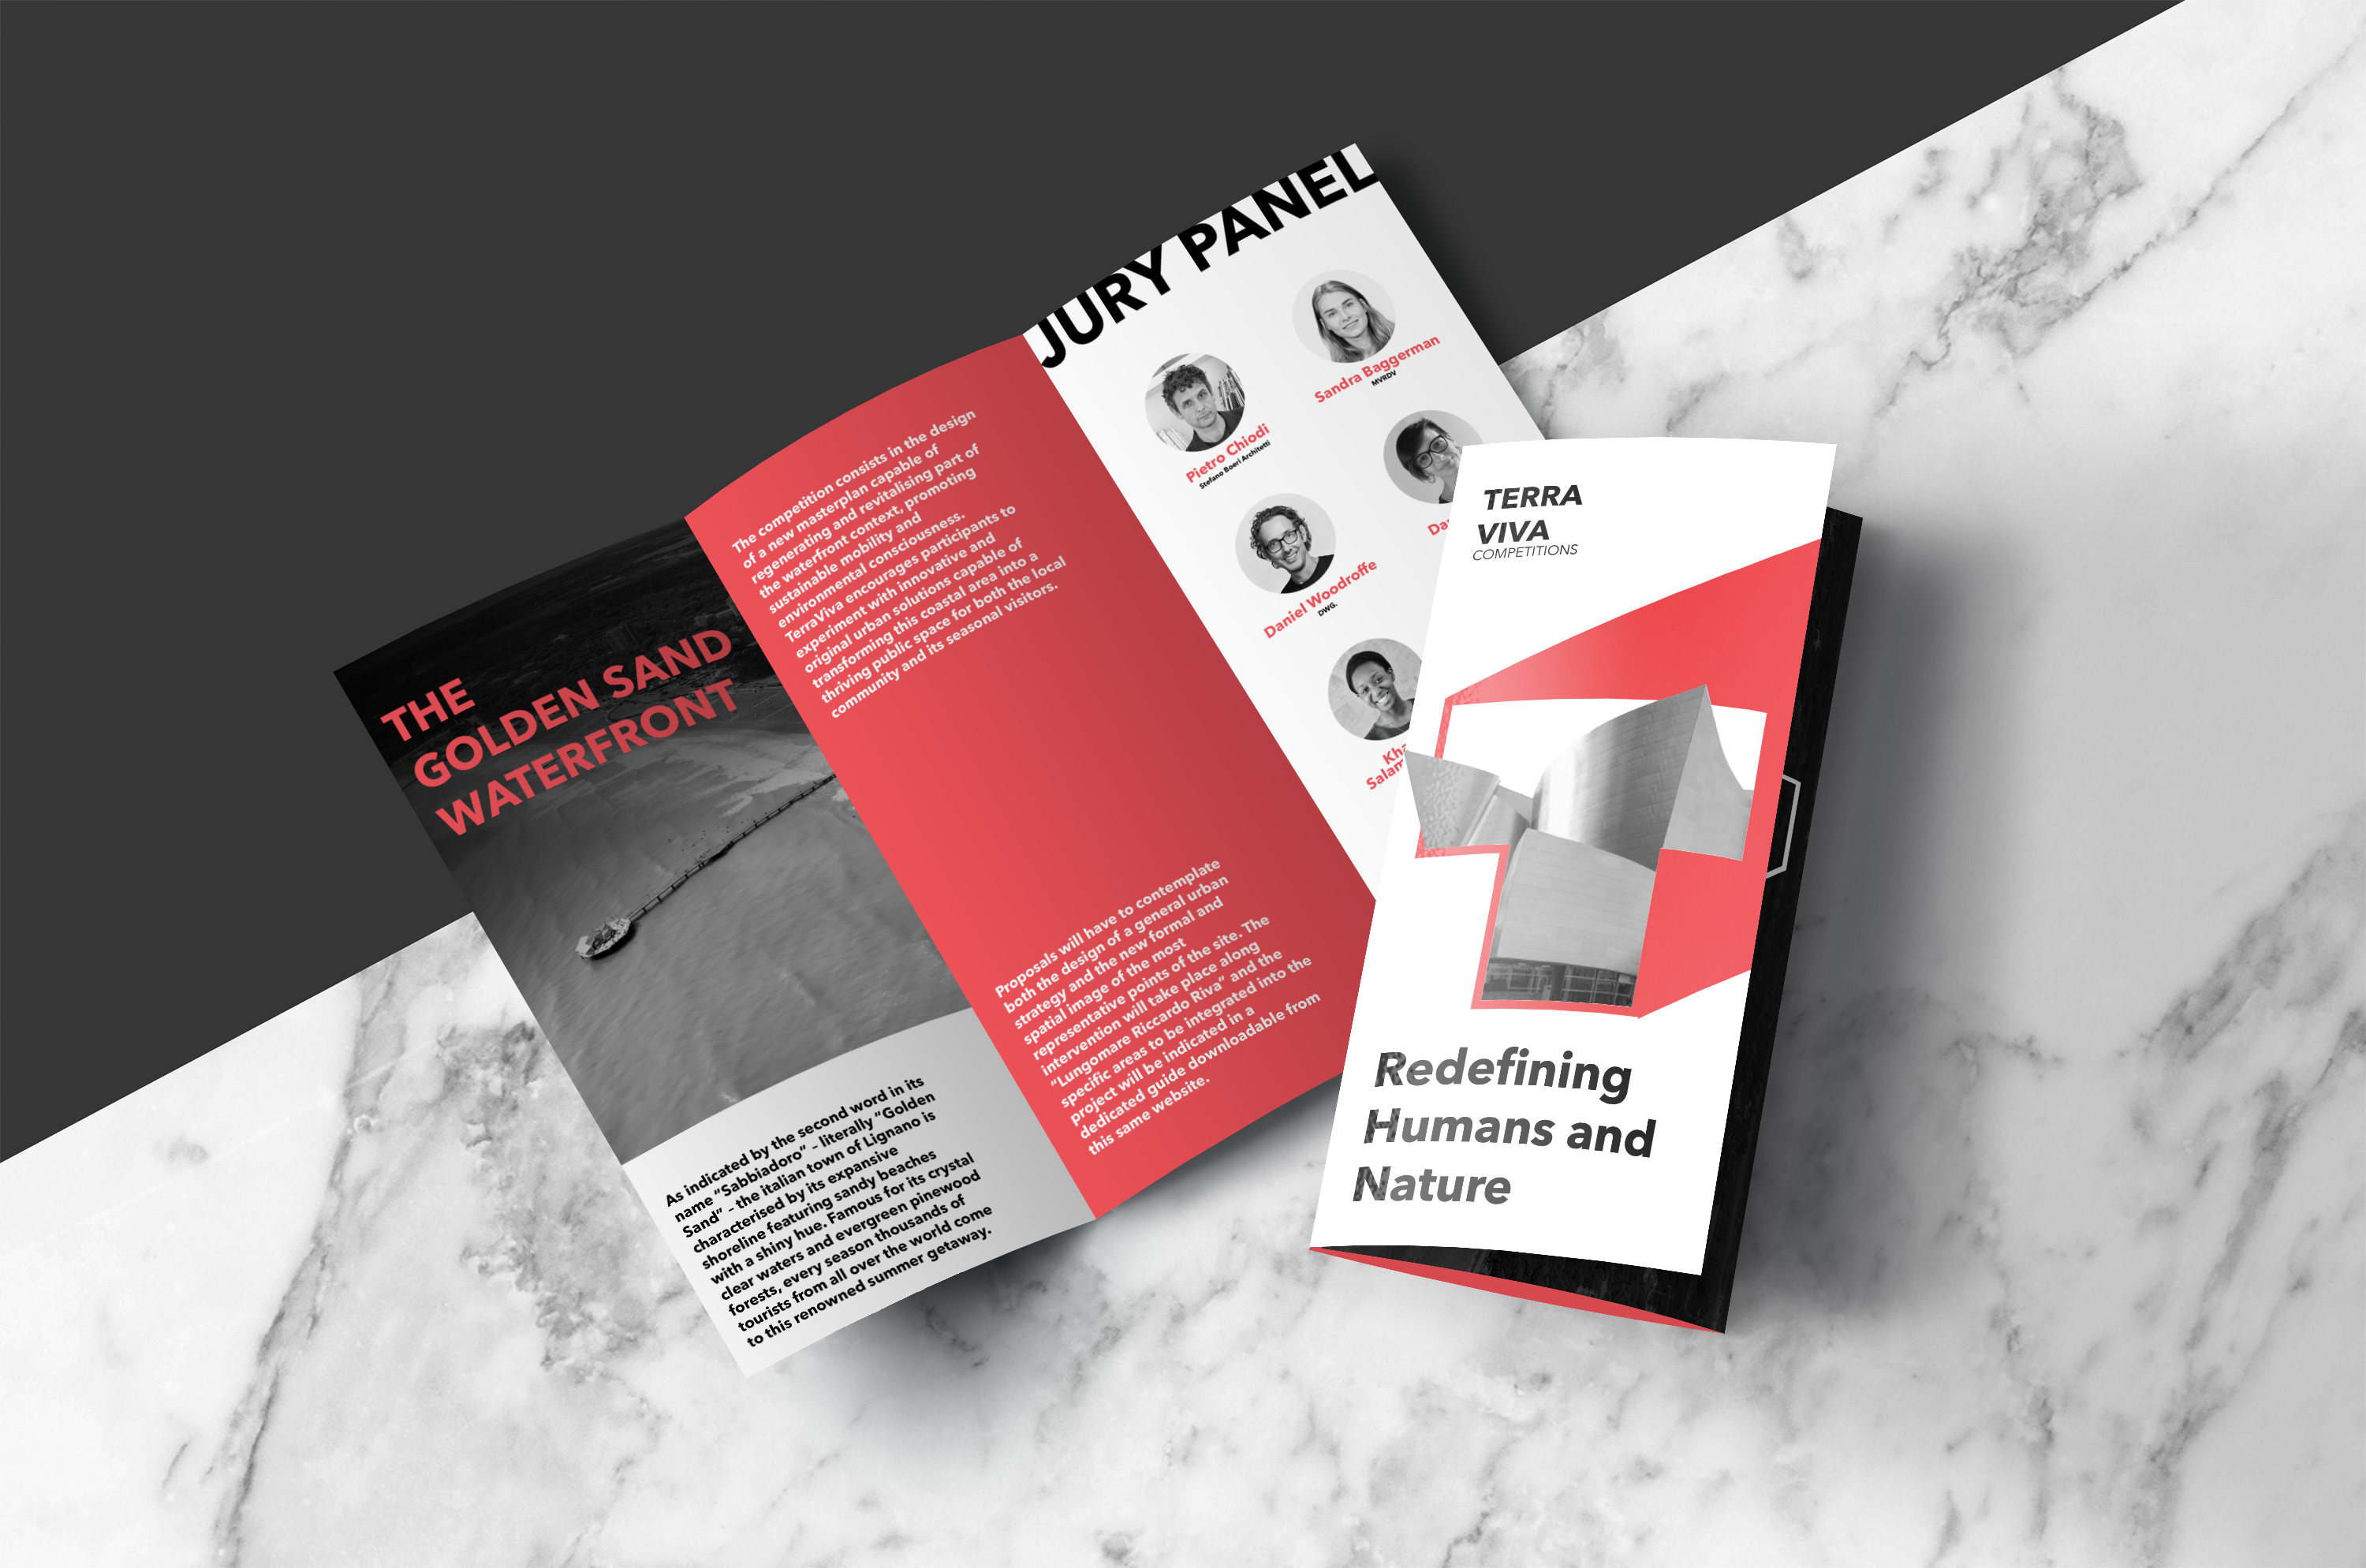 THE
GOLDEN SAND
WATERFRONT
As indicated by the second word in its
name “Sabbiadoro” – literally “Golden
Sand” – the italian town of Lignano is
characterised by its expansive
shoreline featuring sandy beaches
with a shiny hue. Famous for its crystal
clear waters and evergreen pinewood
forests, every season thousands of
tourists from all over the world come
to this renowned summer getaway.
The competition consists in the design
of a new masterplan capable of
regenerating and revitalising part of
the waterfront context, promoting
sustainable mobility and
environmental consciousness.
TerraViva encourages participants to
experiment with innovative and
original urban solutions capable of
transforming this coastal area into a
thriving public space for both the local
community and its seasonal visitors.
Proposals will have to contemplate
both the design of a general urban
strategy and the new formal and
spatial image of the most
representative points of the site. The
intervention will take place along
“Lungomare Riccardo Riva” and the
specific areas to be integrated into the
project will be indicated in a
dedicated guide downloadable from
this same website.
JURY PANEL
Pietro Chiodi
Stefano Boeri Architetti
Sandra Baggerman
MVRDV
Daniel Woodroffe
DWG.
TERRA
VIVA
COMPETITIONS
Redefining
Humans and
Nature